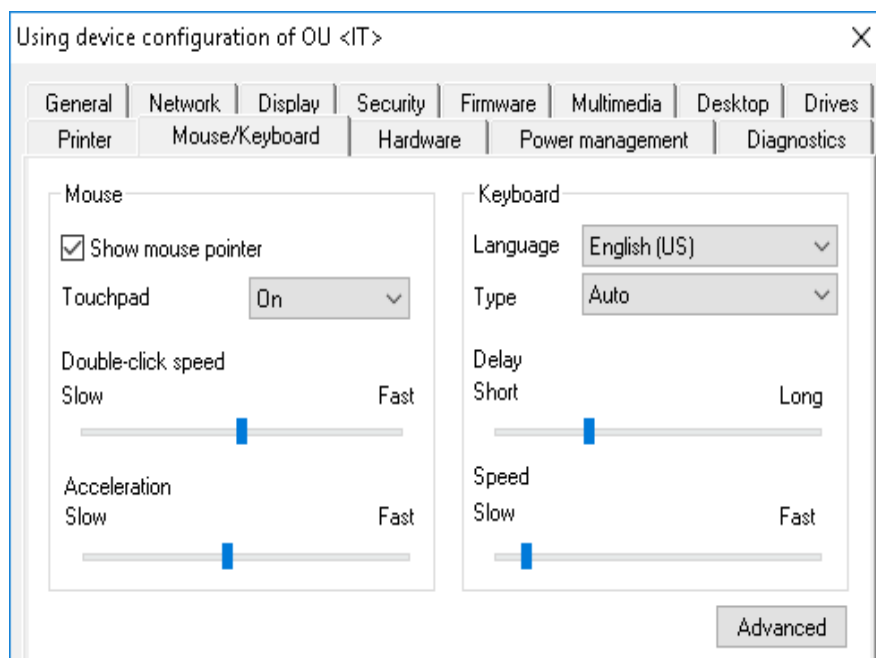 Using device configuration of OU <IT>
General Network Display Security Firmware Multimedia Desktop Drives
Printer Mouse/Keyboard Hardware Power management Diagnostics
Mouse
Show mouse pointer
Touchpad On
Double-click speed
Slow Fast
Acceleration
Slow Fast
Keyboard
Language English (US)
Type Auto
Delay
Short Long
Speed
Slow Fast
Advanced